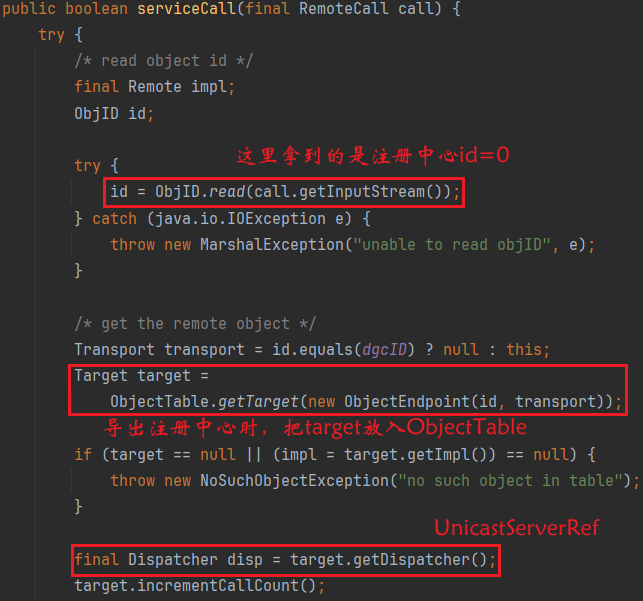 public boolean serviceCall(final RemoteCall call) {
try {
/* read object id */
final Remote impl;
ObjID id;
这里拿到的是注册中心id=0
try {
id = ObjID.read(call.getInputStream());
} catch (java.io.IOException e) {
throw new MarshalException("unable to read objID", e);
}
/* get the remote object */
Transport transport = id.equals(dgcID) ? null : this;
Target target =
ObjectTable.getTarget(new ObjectEndpoint(id, transport));
导出注册中心时，把target放入ObjectTable
if (target == null || (impl = target.getImpl()) == null) {
throw new NoSuchObjectException("no such object in table");
}
UnicastServerRef
final Dispatcher disp = target.getDispatcher();
target.incrementCallCount();